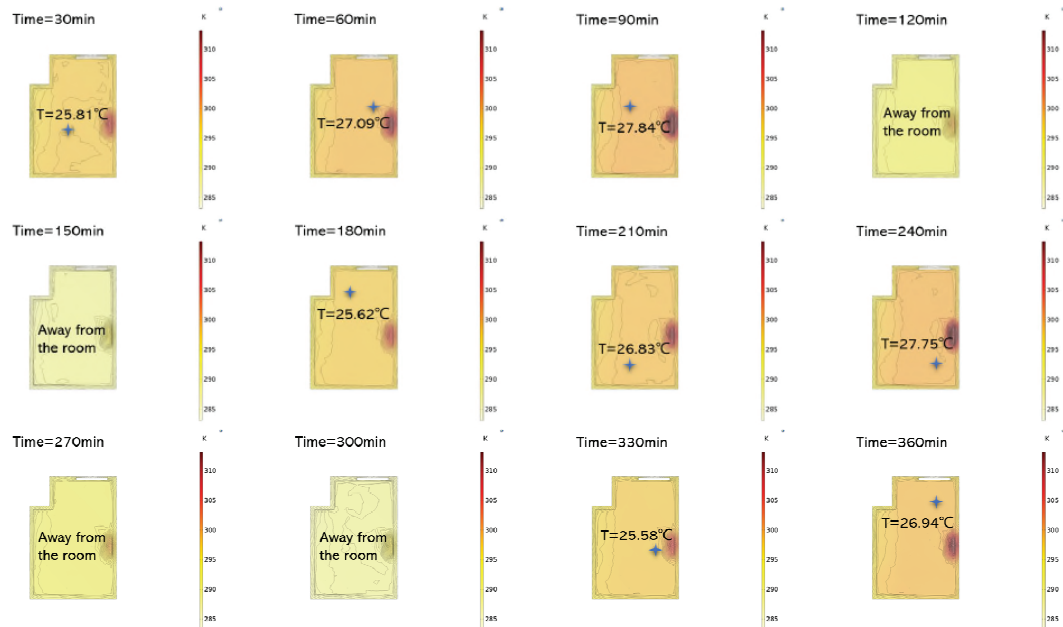 Time=30min
K
T=25.81℃
310
305
300
295
290
285
Time=60min
K
T=27.09℃
310
305
300
295
290
285
Time=90min
K
T=27.84℃
310
305
300
295
290
285
Time=120min
K
Away from
the room
310
305
300
295
290
285
Time=150min
K
Away from
the room
310
305
300
295
290
285
Time=180min
K
T=25.62℃
310
305
300
295
290
285
Time=210min
K
T=26.83℃
310
305
300
295
290
285
Time=240min
K
T=27.75℃
310
305
300
295
290
285
Time=270min
K
Away from
the room
310
305
300
295
290
285
Time=300min
K
Away from
the room
310
305
300
295
290
285
Time=330min
K
T=25.58℃
310
305
300
295
290
285
Time=360min
K
T=26.94℃
310
305
300
295
290
285